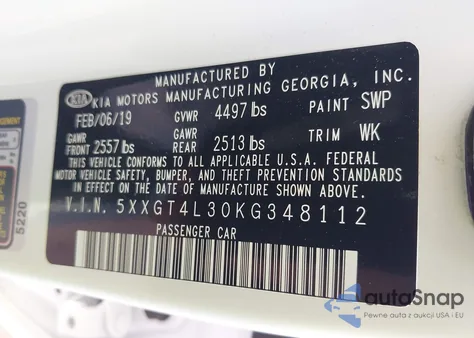 MANUFACTURED BY
KIA KIA MOTORS MANUFACTURING GEORGIA, INC.
FEB/06/19 GVWR 4497 lbs PAINT SWP
GAWR FRONT 2557 lbs GAWR REAR 2513 lbs TRIM WK
THIS VEHICLE CONFORMS TO ALL APPLICABLE U.S.A. FEDERAL
MOTOR VEHICLE SAFETY, BUMPER, AND THEFT PREVENTION STANDARDS
IN EFFECT ON THE DATE OF MANUFACTURE SHOWN ABOVE.
V.I.N. 5XXGT4L30KG348112
PASSENGER CAR
5220
autoSnap
Pewne auta z aukcji USA i EU